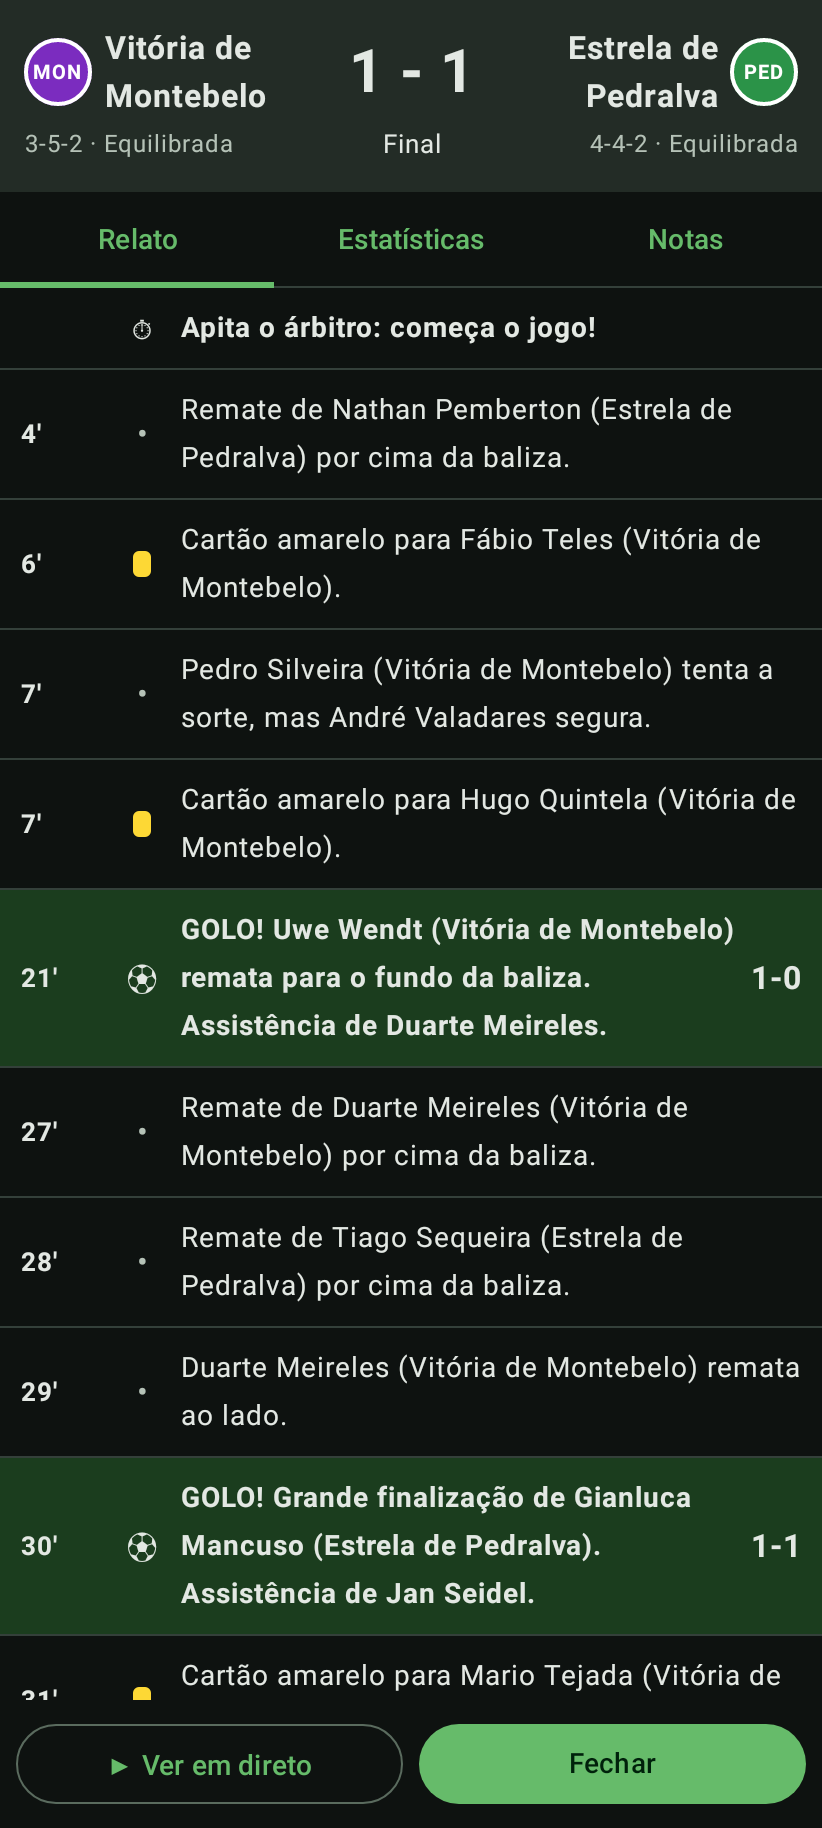 MON
Vitória de
Montebelo
1 - 1
Estrela de
Pedralva
PED
3-5-2 · Equilibrada
Final
4-4-2 · Equilibrada
Relato
Estatísticas
Notas
Apita o árbitro: começa o jogo!
4'
Remate de Nathan Pemberton (Estrela de
Pedralva) por cima da baliza.
6'
Cartão amarelo para Fábio Teles (Vitória de
Montebelo).
7'
Pedro Silveira (Vitória de Montebelo) tenta a
sorte, mas André Valadares segura.
7'
Cartão amarelo para Hugo Quintela (Vitória de
Montebelo).
21'
GOLO! Uwe Wendt (Vitória de Montebelo)
remata para o fundo da baliza.
Assistência de Duarte Meireles.
1-0
27'
Remate de Duarte Meireles (Vitória de
Montebelo) por cima da baliza.
28'
Remate de Tiago Sequeira (Estrela de
Pedralva) por cima da baliza.
29'
Duarte Meireles (Vitória de Montebelo) remata
ao lado.
30'
GOLO! Grande finalização de Gianluca
Mancuso (Estrela de Pedralva).
Assistência de Jan Seidel.
1-1
31'
Cartão amarelo para Mario Tejada (Vitória de
► Ver em direto
Fechar